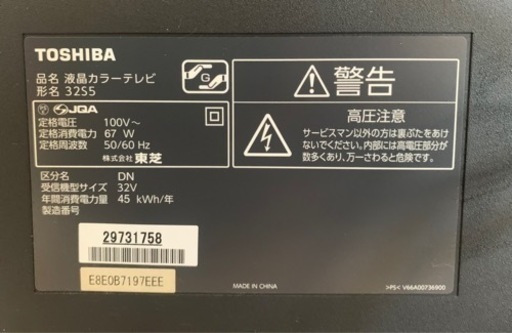 TOSHIBA
品名 液晶カラーテレビ
形名 32S5
G
JQA
定格電圧 100V～
定格消費電力 67 W
定格周波数 50/60 Hz
株式会社 東芝
区分名 DN
受信機型サイズ 32V
年間消費電力量 45 kWh/年
製造番号
29731758
E8E0B7197EEE
警告
高圧注意
サービスマン以外の方は裏ぶたをあけ
ないでください。内部には高電圧部分が
数多くあり、万一さわると危険です。
MADE IN CHINA
>PS< V66A00736900